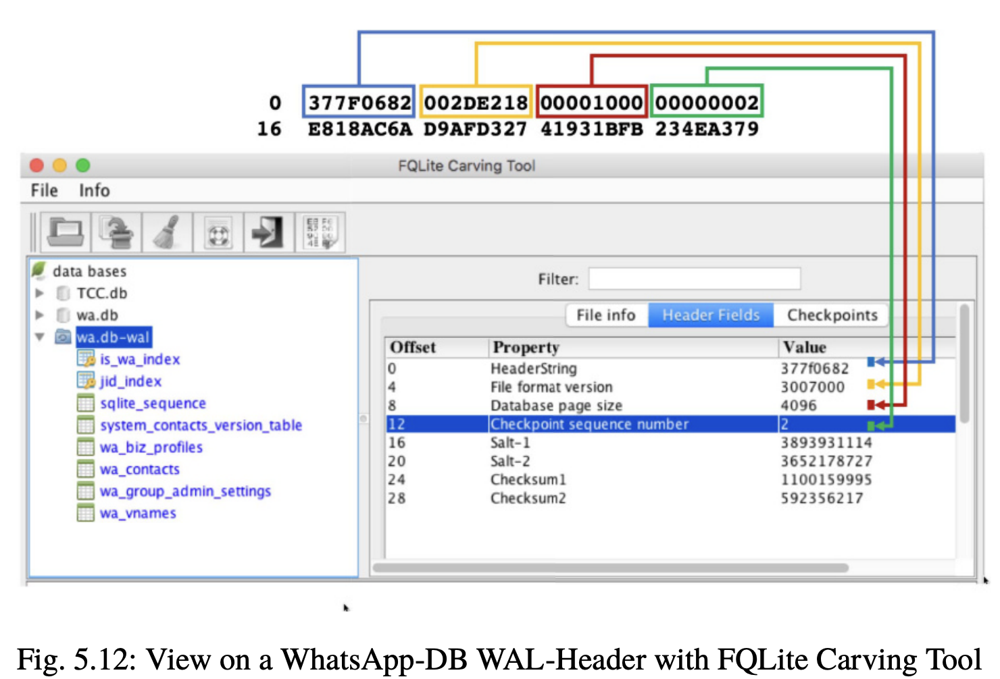 0 377F0682 002DE218 00001000 00000002
16 E818AC6A D9AFD327 41931BFB 234EA379
FQLite Carving Tool
File Info
data bases
TCC.db
wa.db
wa.db-wal
is_wa_index
jid_index
sqlite_sequence
system_contacts_version_table
wa_biz_profiles
wa_contacts
wa_group_admin_settings
wa_vnames
Filter:
File info Header Fields Checkpoints
Offset Property Value
0 HeaderString 377f0682
4 File format version 3007000
8 Database page size 4096
12 Checkpoint sequence number 2
16 Salt-1 3893931114
20 Salt-2 3652178727
24 Checksum1 1100159995
28 Checksum2 592356217
Fig. 5.12: View on a WhatsApp-DB WAL-Header with FQLite Carving Tool